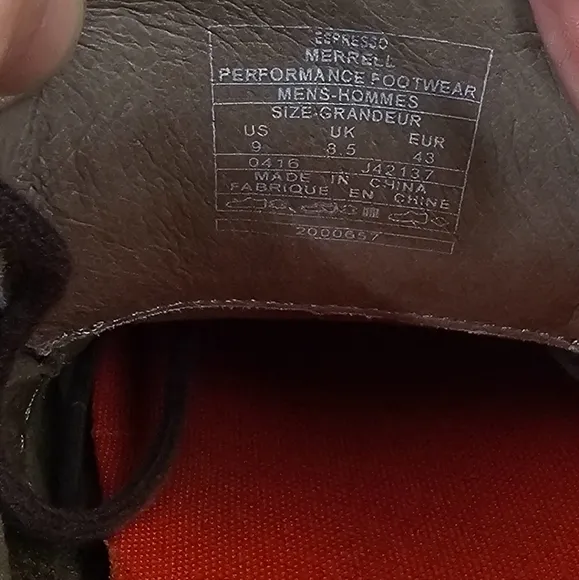 ESPRESSO
MERRELL
PERFORMANCE FOOTWEAR
MENS-HOMMES
SIZE-GRANDEUR
US UK EUR
9 8.5 43
0416 J42137
MADE IN CHINA
FABRIQUE EN CHINE
2000657